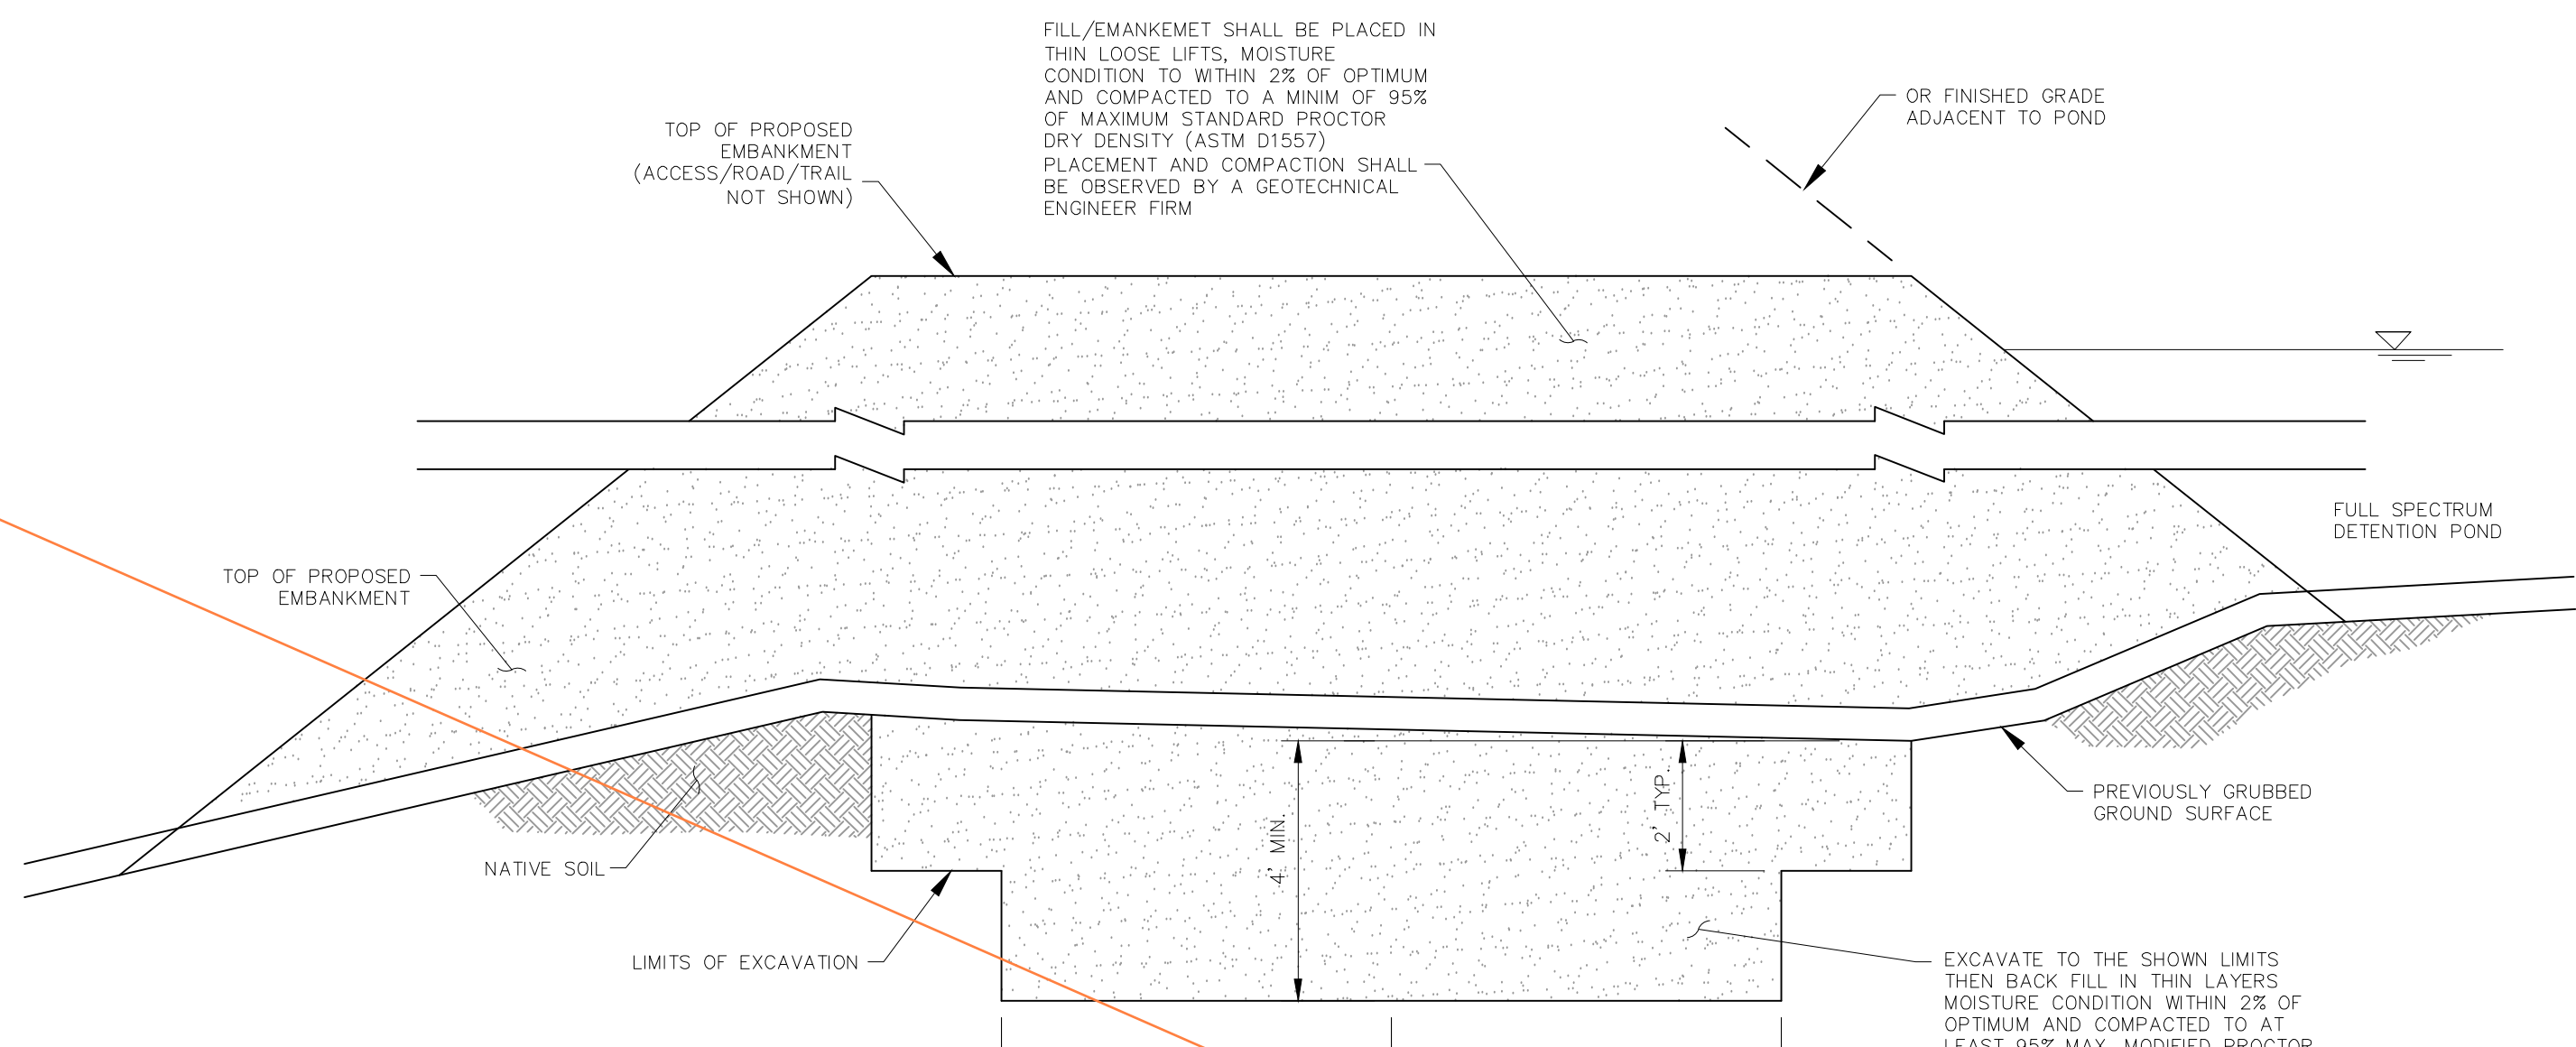 FILL/EMANKEMET SHALL BE PLACED IN
THIN LOOSE LIFTS, MOISTURE
CONDITION TO WITHIN 2% OF OPTIMUM
AND COMPACTED TO A MINIM OF 95%
OF MAXIMUM STANDARD PROCTOR
DRY DENSITY (ASTM D1557)
PLACEMENT AND COMPACTION SHALL
BE OBSERVED BY A GEOTECHNICAL
ENGINEER FIRM
OR FINISHED GRADE
ADJACENT TO POND
TOP OF PROPOSED
EMBANKMENT
(ACCESS/ROAD/TRAIL
NOT SHOWN)
FULL SPECTRUM
DETENTION POND
TOP OF PROPOSED
EMBANKMENT
2' TYP.
4' MIN.
PREVIOUSLY GRUBBED
GROUND SURFACE
NATIVE SOIL
LIMITS OF EXCAVATION
EXCAVATE TO THE SHOWN LIMITS
THEN BACK FILL IN THIN LAYERS
MOISTURE CONDITION WITHIN 2% OF
OPTIMUM AND COMPACTED TO AT
LEAST 95% MAX. MODIFIED PROCTOR